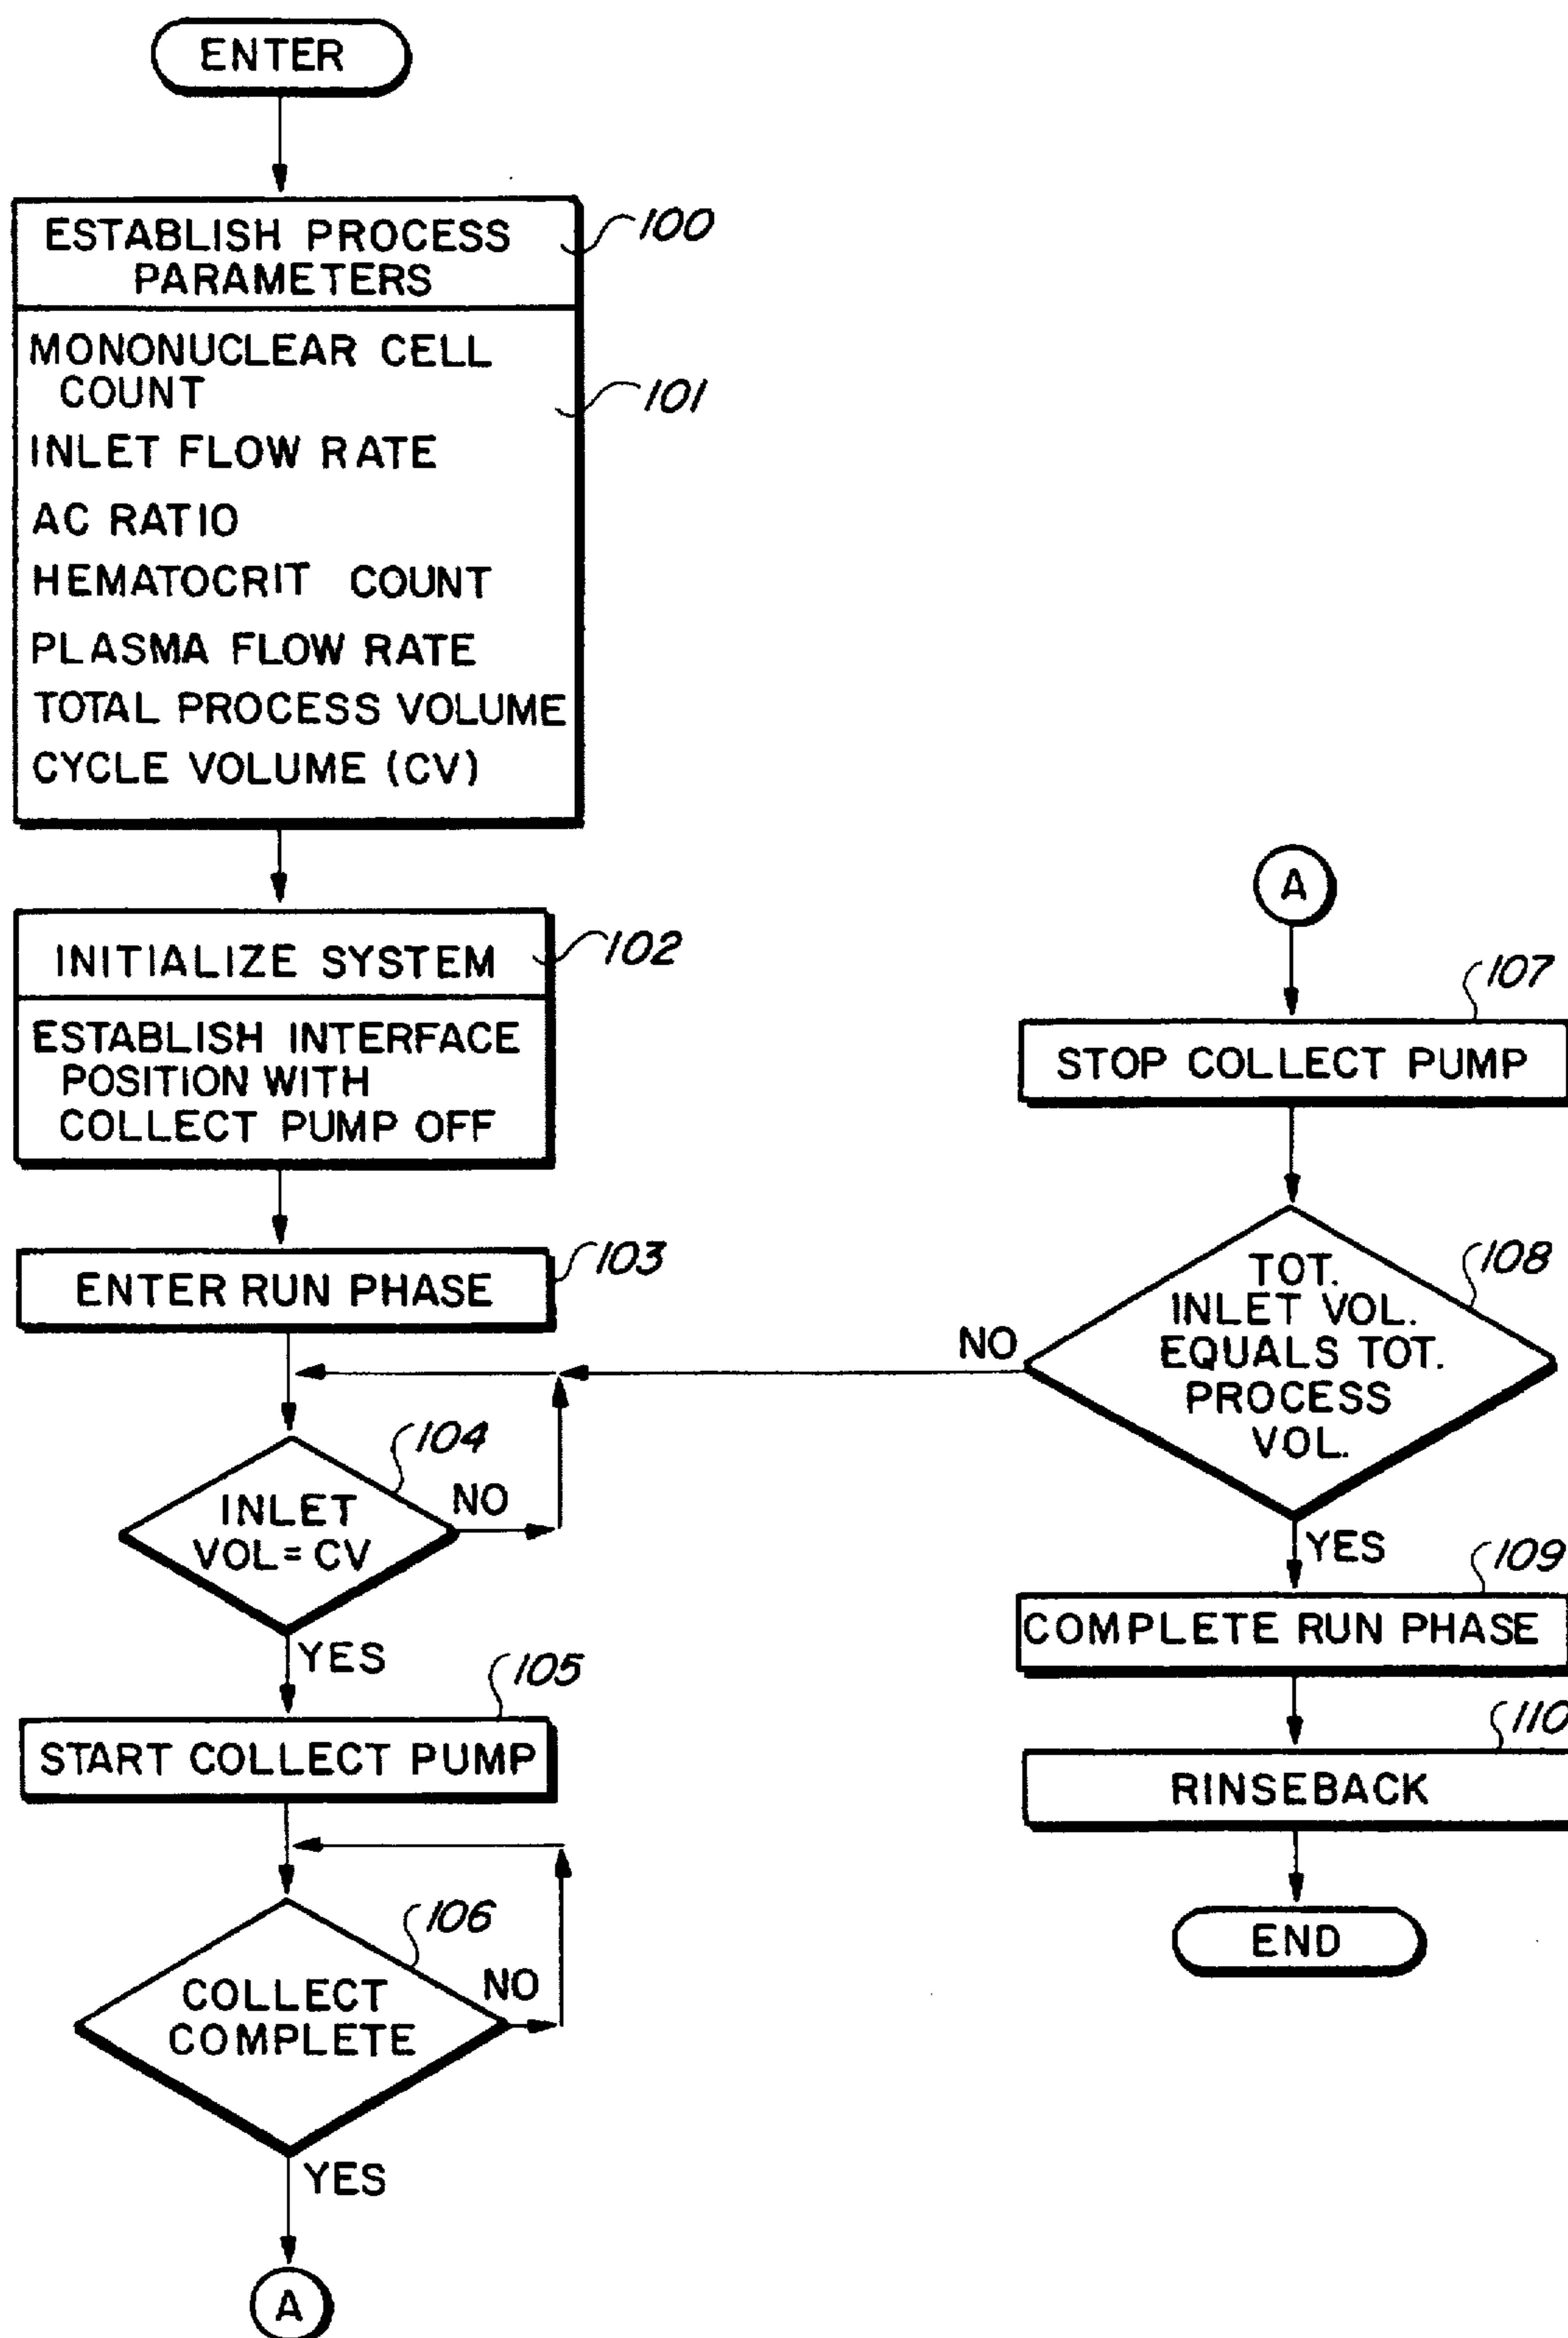 ENTER
ESTABLISH PROCESS
PARAMETERS
100
MONONUCLEAR CELL
COUNT
101
INLET FLOW RATE
AC RATIO
HEMATOCRIT COUNT
PLASMA FLOW RATE
TOTAL PROCESS VOLUME
CYCLE VOLUME (CV)
INITIALIZE SYSTEM
102
ESTABLISH INTERFACE
POSITION WITH
COLLECT PUMP OFF
ENTER RUN PHASE
103
104
INLET
VOL = CV
NO
YES
105
START COLLECT PUMP
106
COLLECT
COMPLETE
NO
YES
A
A
107
STOP COLLECT PUMP
108
TOT.
INLET VOL.
EQUALS TOT.
PROCESS
VOL.
NO
YES
109
COMPLETE RUN PHASE
110
RINSEBACK
END